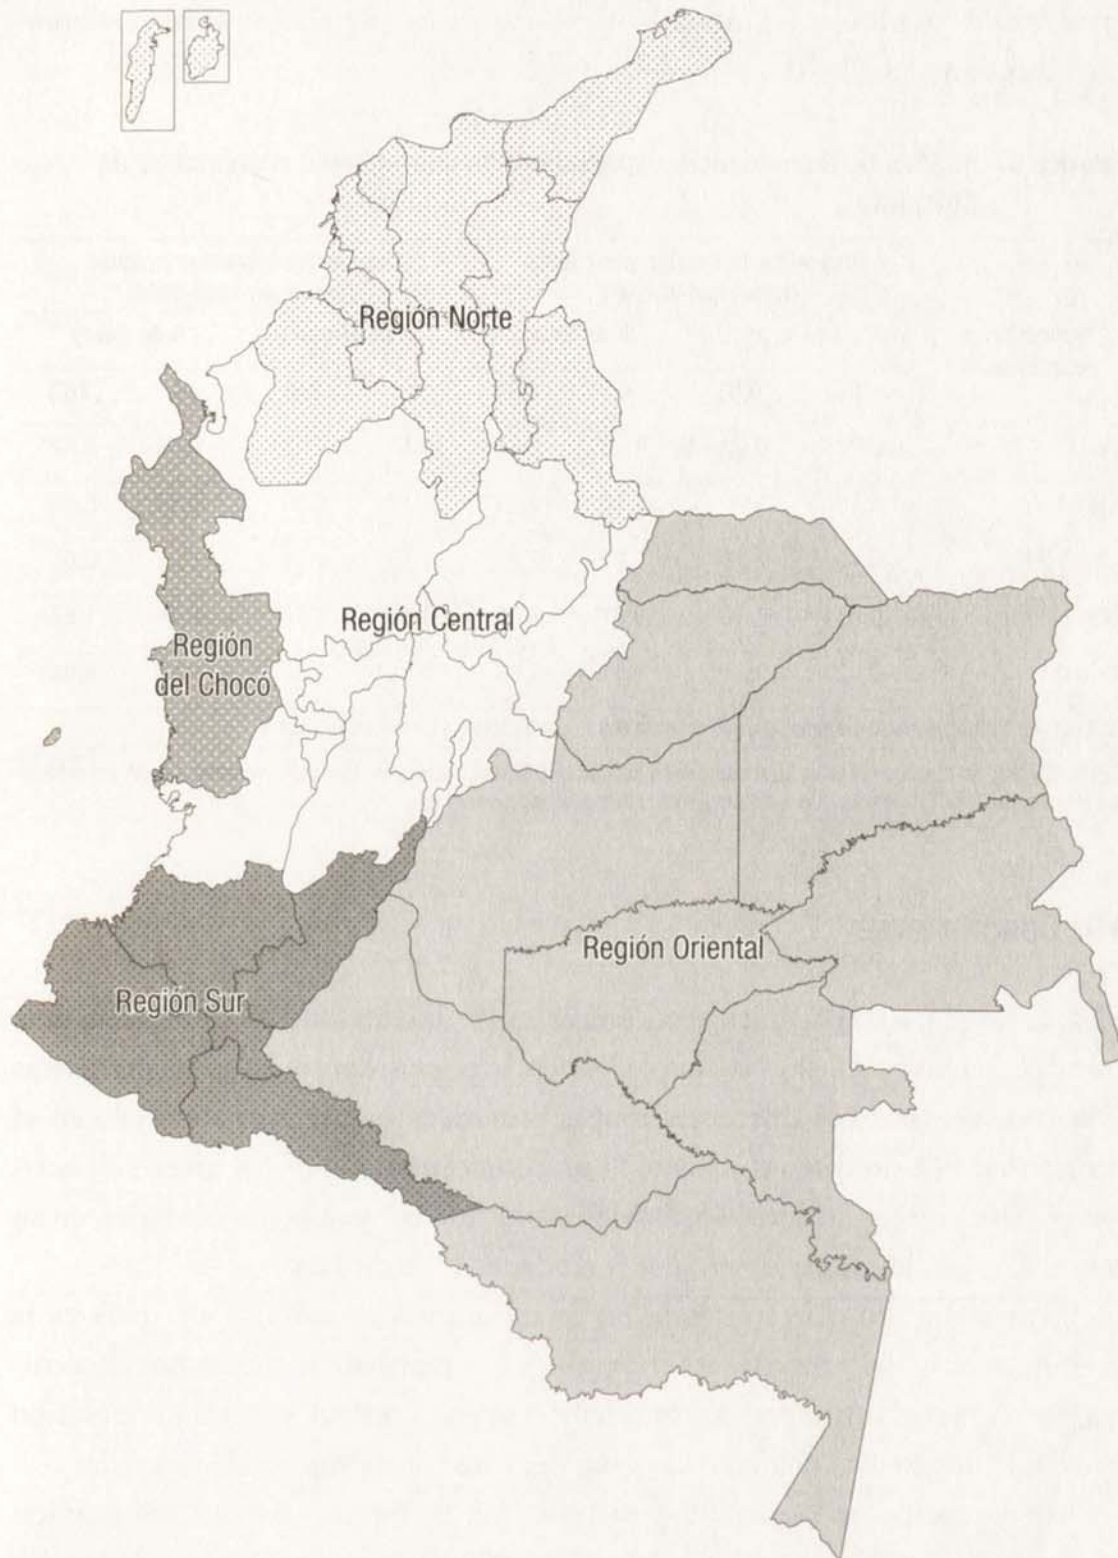 Región Norte
Región Central
Región
del Chocó
Región Oriental
Región Sur